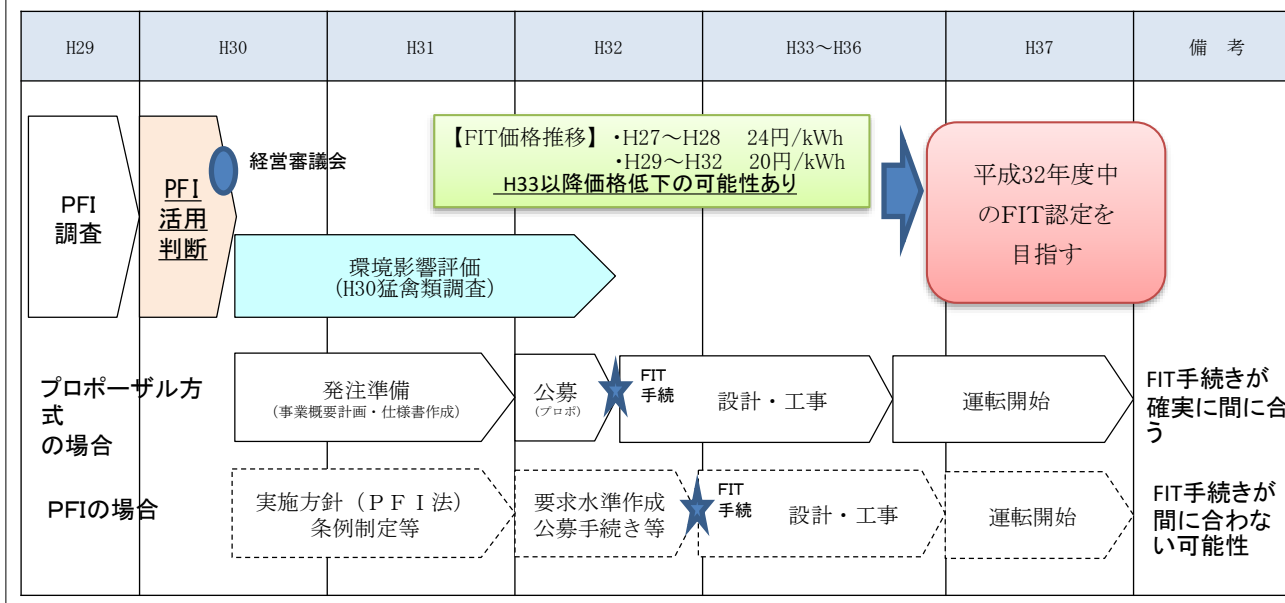 H29
H30
H31
H32
H33～H36
H37
備　考
PFI
調査
PFI
活用
判断
経営審議会
【FIT価格推移】・H27～H28　24円/kWh
・H29～H32　20円/kWh
H33以降価格低下の可能性あり
平成32年度中
のFIT認定を
目指す
環境影響評価
(H30猛禽類調査)
プロポーザル方
式
の場合
発注準備
(事業概要計画・仕様書作成)
公募
(プロポ)
FIT
手続
設計・工事
運転開始
FIT手続きが
確実に間に合
う
PFIの場合
実施方針（ＰＦＩ法）
条例制定等
要求水準作成
公募手続き等
FIT
手続
設計・工事
運転開始
FIT手続きが
間に合わな
い可能性